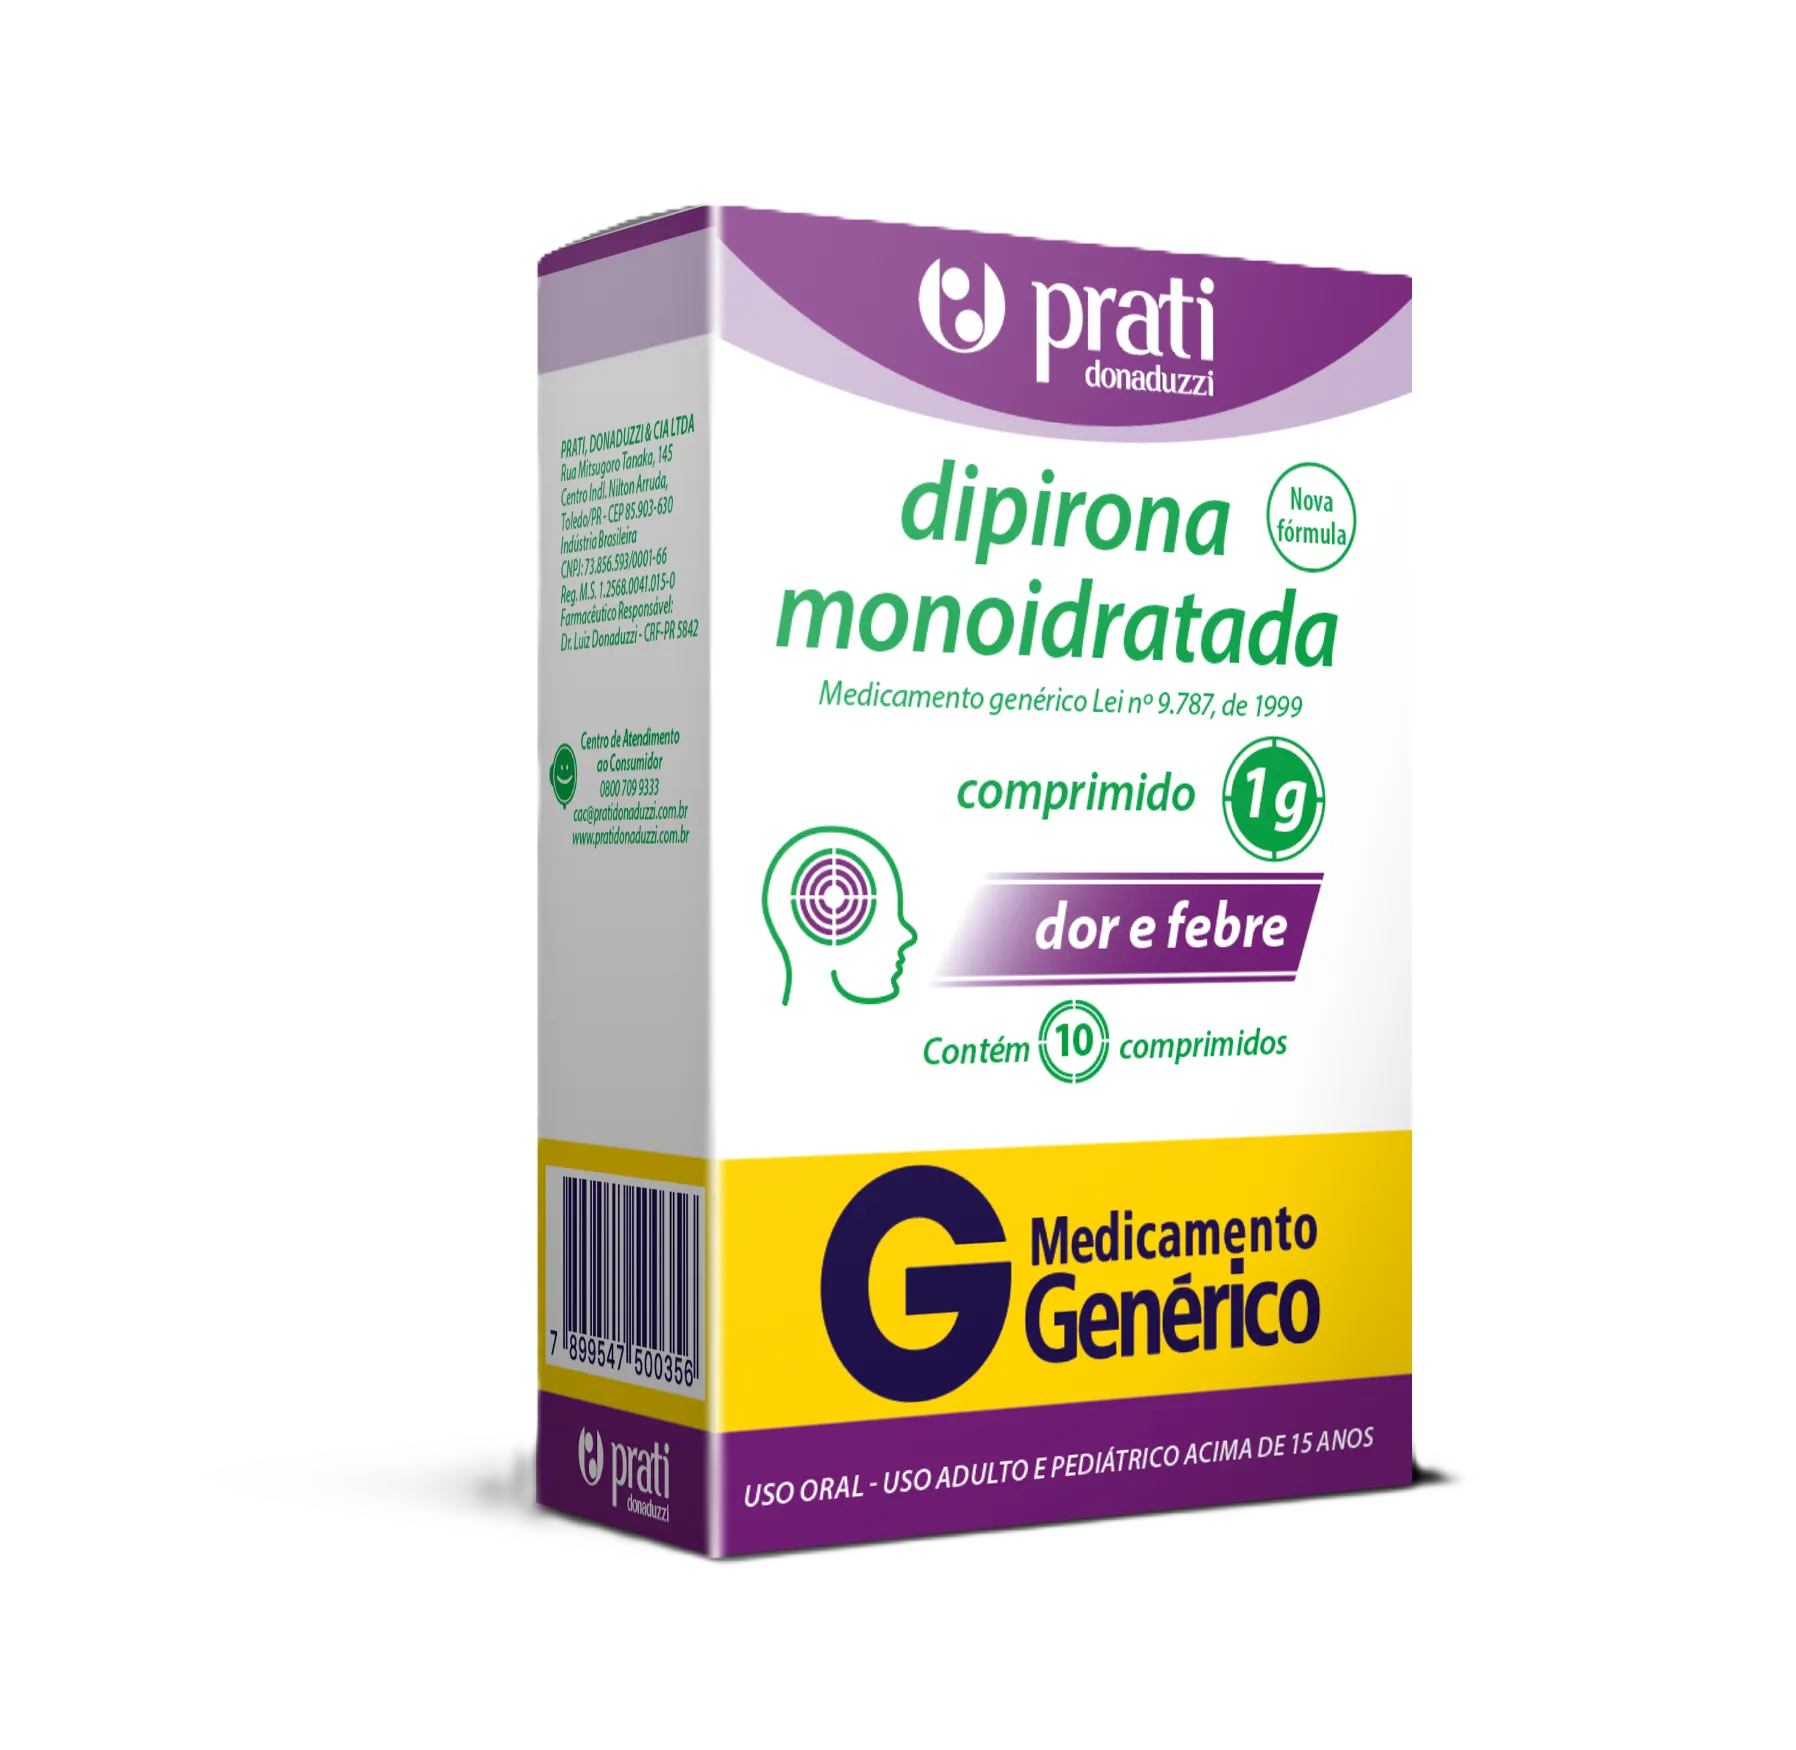 prati
donaduzzi
dipirona
monoidratada
Nova
fórmula
Medicamento genérico Lei nº 9.787, de 1999
comprimido 1g
dor e febre
Contém 10 comprimidos
G Medicamento
Genérico
USO ORAL - USO ADULTO E PEDIÁTRICO ACIMA DE 15 ANOS
PRATI, DONADUZZI & CIA LTDA
Rua Mitsugoro Tanaka, 145
Centro Indl. Nilton Arruda,
Toledo/PR - CEP 85.903-630
Indústria Brasileira
CNPJ: 73.856.593/0001-66
Reg. M.S. 1.2568.0041.015-0
Farmacêutico Responsável:
Dr. Luiz Donaduzzi - CRF-PR 5842
Centro de Atendimento
ao Consumidor
0800 709 9333
cac@pratidonaduzzi.com.br
www.pratidonaduzzi.com.br
7 899547 500356
prati
donaduzzi